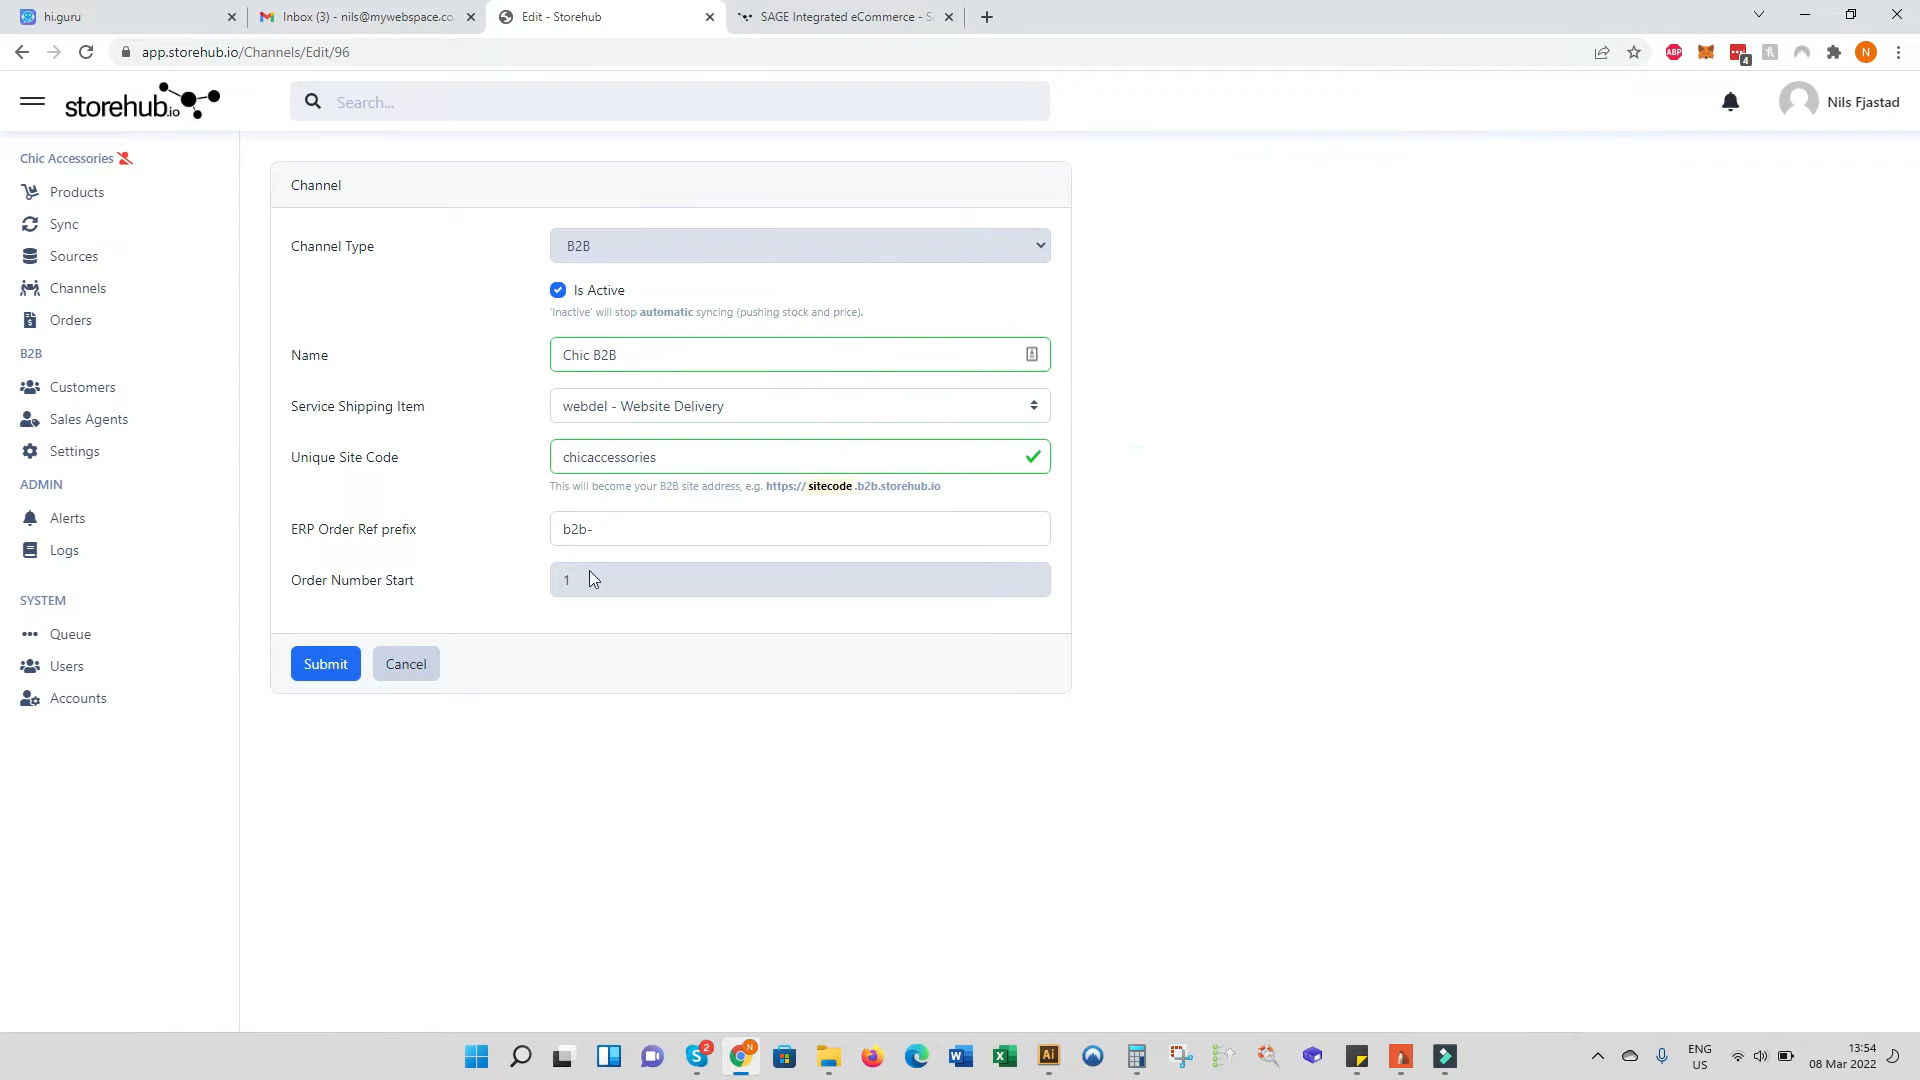 hi.guru
Inbox (3) - nils@mywebspace.co
Edit - Storehub
SAGE Integrated eCommerce - S
app.storehub.io/Channels/Edit/96
ABP
4
N
storehub.io
Search...
Nils Fjastad
Chic Accessories
Products
Sync
Sources
Channels
Orders
B2B
Customers
Sales Agents
Settings
ADMIN
Alerts
Logs
SYSTEM
Queue
Users
Accounts
Channel
Channel Type
B2B
Is Active
'Inactive' will stop automatic syncing (pushing stock and price).
Name
Chic B2B
Service Shipping Item
webdel - Website Delivery
Unique Site Code
chicaccessories
This will become your B2B site address, e.g. https:// sitecode .b2b.storehub.io
ERP Order Ref prefix
b2b-
Order Number Start
1
Submit
Cancel
2
N
Ai
ENG
US
13:54
08 Mar 2022